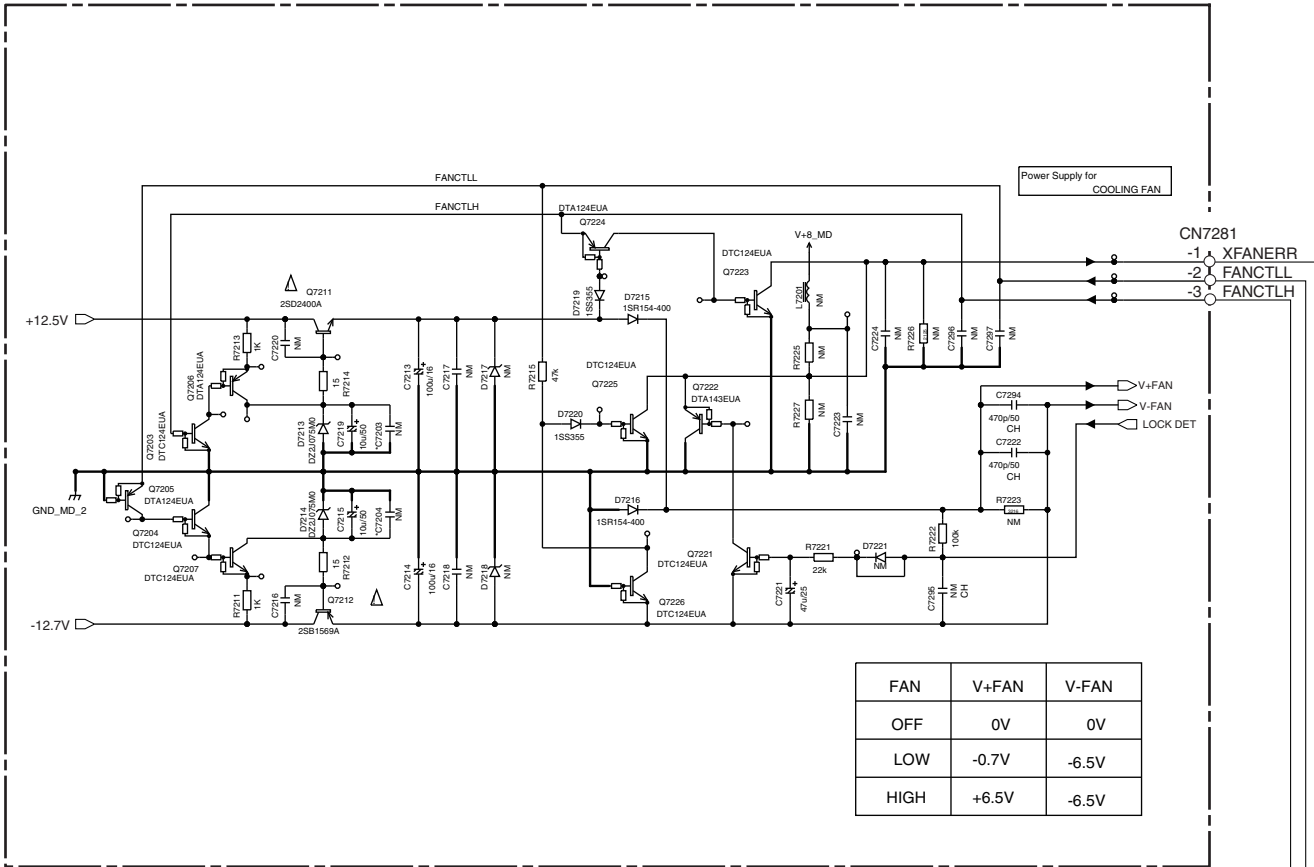 Power Supply for
COOLING FAN
FANCTLL
FANCTLH
DTA124EUA
Q7224
V+8_MD
DTC124EUA
Q7223
CN7281
-1 XFANERR
-2 FANCTLL
-3 FANCTLH
Q7211
2SD2400A
+12.5V
R7213
1K
C7220
NM
Q7206
DTA124EUA
15
R7214
C7213
100u/16
C7217
NM
D7217
NM
D7219
1SS355
D7215
1SR154-400
L7201
NM
R7225
NM
C7224
NM
R7226
NM
C7296
NM
C7297
NM
R7215
47k
DTC124EUA
Q7225
Q7222
DTA143EUA
D7220
1SS355
R7227
NM
C7223
NM
V+FAN
C7294
V-FAN
470p/50
CH
LOCK DET
C7222
470p/50
CH
Q7203
DTC124EUA
D7213
DZ2J075M0
C7219
10u/50
*C7203
NM
GND_MD_2
Q7205
DTA124EUA
Q7204
DTC124EUA
D7214
DZ2J075M0
C7215
10u/50
*C7204
NM
D7216
1SR154-400
R7223
NM
R7222
100k
Q7207
DTC124EUA
15
R7212
R7211
1K
C7216
NM
Q7212
2SB1569A
C7214
100u/16
C7218
NM
D7218
NM
Q7221
DTC124EUA
R7221
22k
D7221
NM
Q7226
DTC124EUA
C7221
47u/25
C7295
NM
CH
-12.7V
FAN V+FAN V-FAN
OFF 0V 0V
LOW -0.7V -6.5V
HIGH +6.5V -6.5V